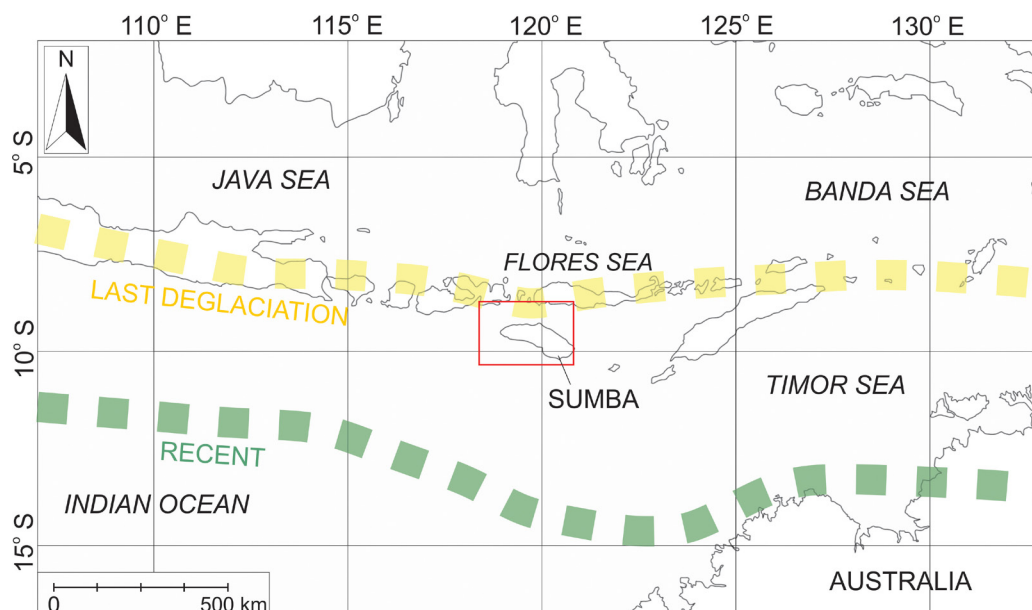 110° E 115° E 120° E 125° E 130° E
N
5° S
JAVA SEA
BANDA SEA
FLORES SEA
LAST DEGLACIATION
10° S
SUMBA
TIMOR SEA
RECENT
INDIAN OCEAN
15° S
AUSTRALIA
0 500 km